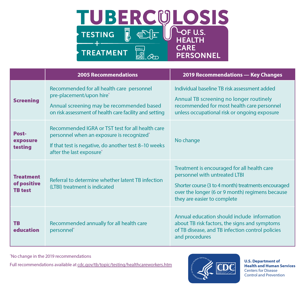 TUBERCULOSIS
TESTING
+
TREATMENT
OF U.S.
HEALTH
CARE
PERSONNEL
2005 Recommendations
2019 Recommendations — Key Changes
Screening
Recommended for all health care personnel
pre-placement/upon hire¹
Annual screening may be recommended based
on risk assessment of health care facility and setting
Individual baseline TB risk assessment added
Annual TB screening no longer routinely
recommended for most health care personnel
unless occupational risk or ongoing exposure
Post-
exposure
testing
Recommended IGRA or TST test for all health care
personnel when an exposure is recognized¹
If that test is negative, do another test 8–10 weeks
after the last exposure¹
No change
Treatment
of positive
TB test
Referral to determine whether latent TB infection
(LTBI) treatment is indicated
Treatment is encouraged for all health care
personnel with untreated LTBI
Shorter course (3 to 4 month) treatments encouraged
over the longer (6 or 9 month) regimens because
they are easier to complete
TB
education
Recommended annually for all health care
personnel¹
Annual education should include information
about TB risk factors, the signs and symptoms
of TB disease, and TB infection control policies
and procedures
¹No change in the 2019 recommendations
Full recommendations available at cdc.gov/tb/topic/testing/healthcareworkers.htm
CDC
U.S. Department of
Health and Human Services
Centers for Disease
Control and Prevention